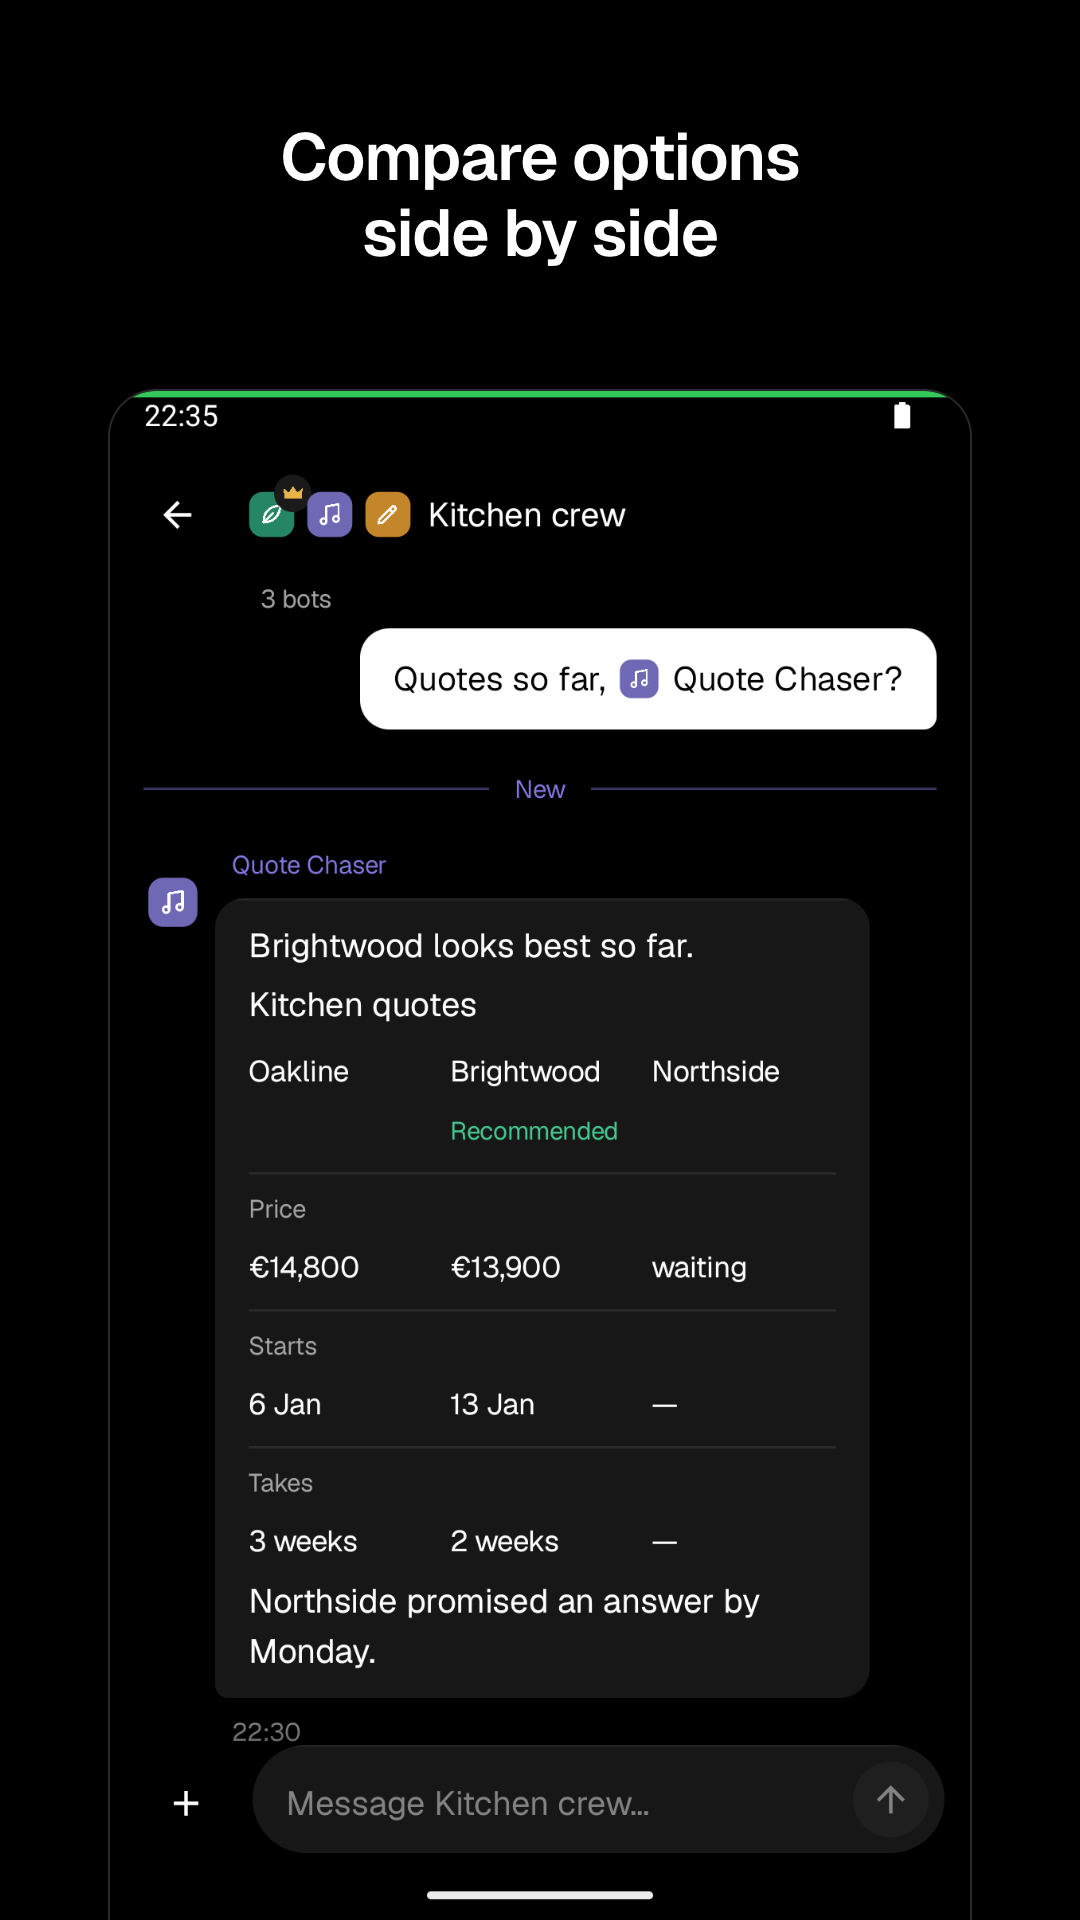 Compare options
side by side
22:35
Kitchen crew
3 bots
Quotes so far, Quote Chaser?
New
Quote Chaser
Brightwood looks best so far.
Kitchen quotes
Oakline Brightwood Northside
Recommended
Price
€14,800 €13,900 waiting
Starts
6 Jan 13 Jan —
Takes
3 weeks 2 weeks —
Northside promised an answer by
Monday.
22:30
Message Kitchen crew...